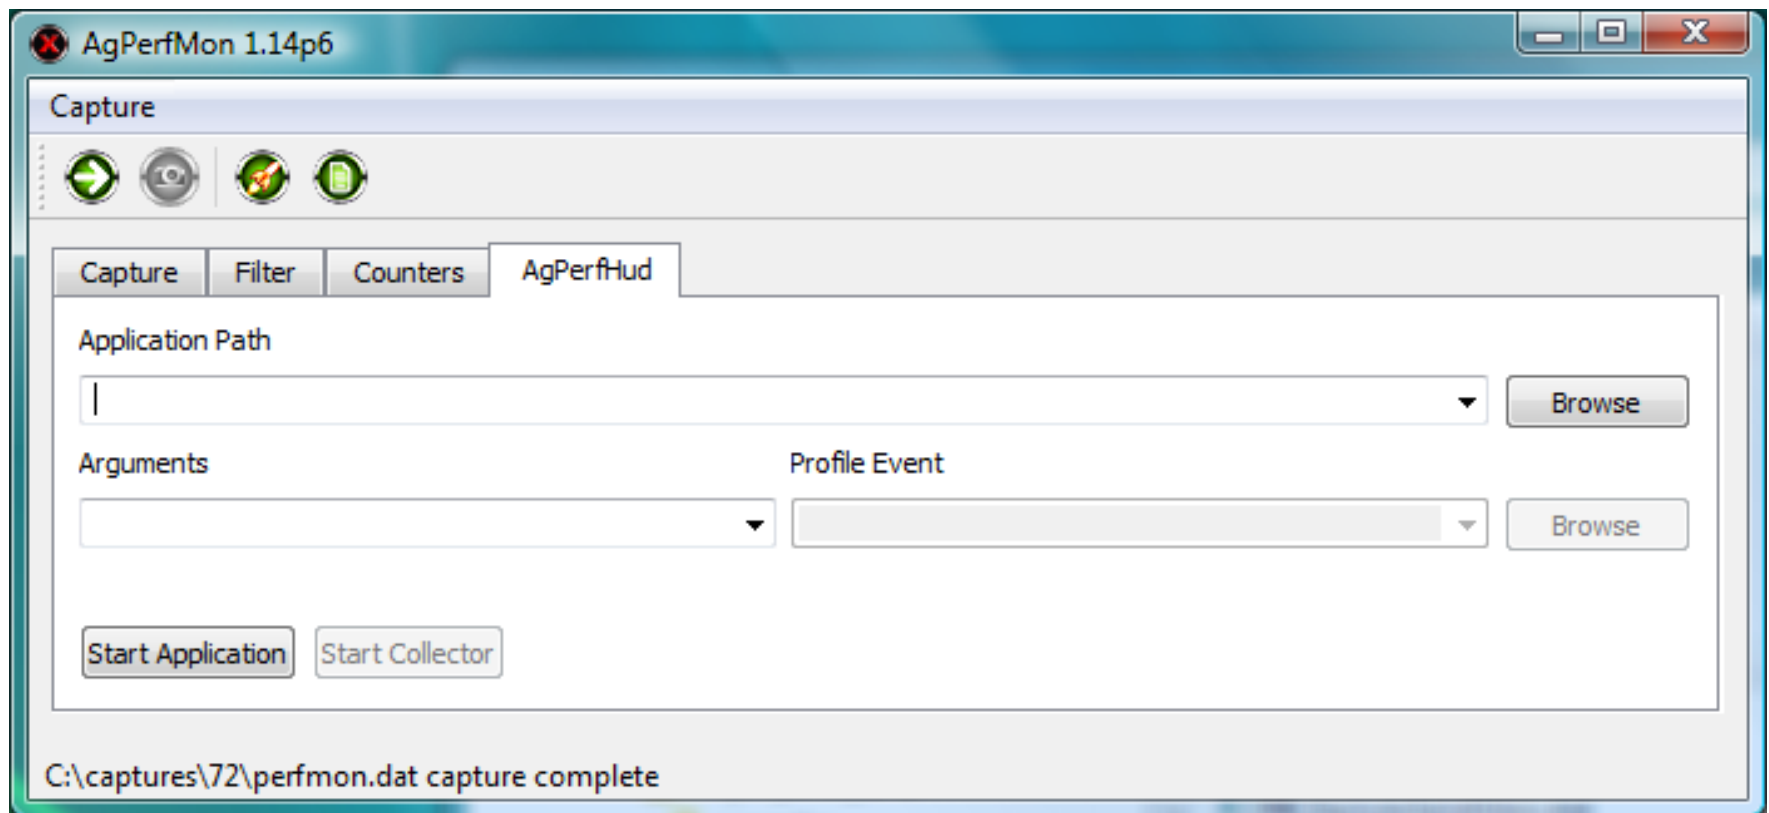 AgPerfMon 1.14p6
Capture
Capture Filter Counters AgPerfHud
Application Path
Browse
Arguments Profile Event
Browse
Start Application Start Collector
C:\captures\72\perfmon.dat capture complete